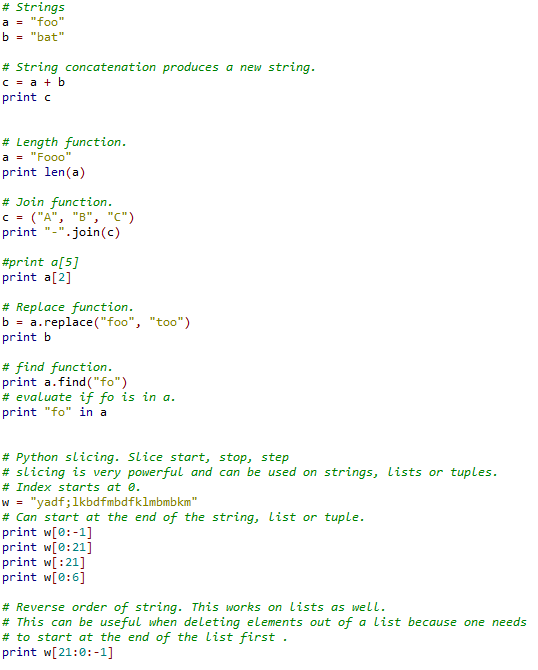 # Strings
a = "foo"
b = "bat"
# String concatenation produces a new string.
c = a + b
print c
# Length function.
a = "Fooo"
print len(a)
# Join function.
c = ("A", "B", "C")
print "-".join(c)
#print a[5]
print a[2]
# Replace function.
b = a.replace("foo", "too")
print b
# find function.
print a.find("fo")
# evaluate if fo is in a.
print "fo" in a
# Python slicing. Slice start, stop, step
# slicing is very powerful and can be used on strings, lists or tuples.
# Index starts at 0.
w = "yadf;lkbdfmbdfklmbmbkm"
# Can start at the end of the string, list or tuple.
print w[0:-1]
print w[0:21]
print w[:21]
print w[0:6]
# Reverse order of string. This works on lists as well.
# This can be useful when deleting elements out of a list because one needs
# to start at the end of the list first .
print w[21:0:-1]